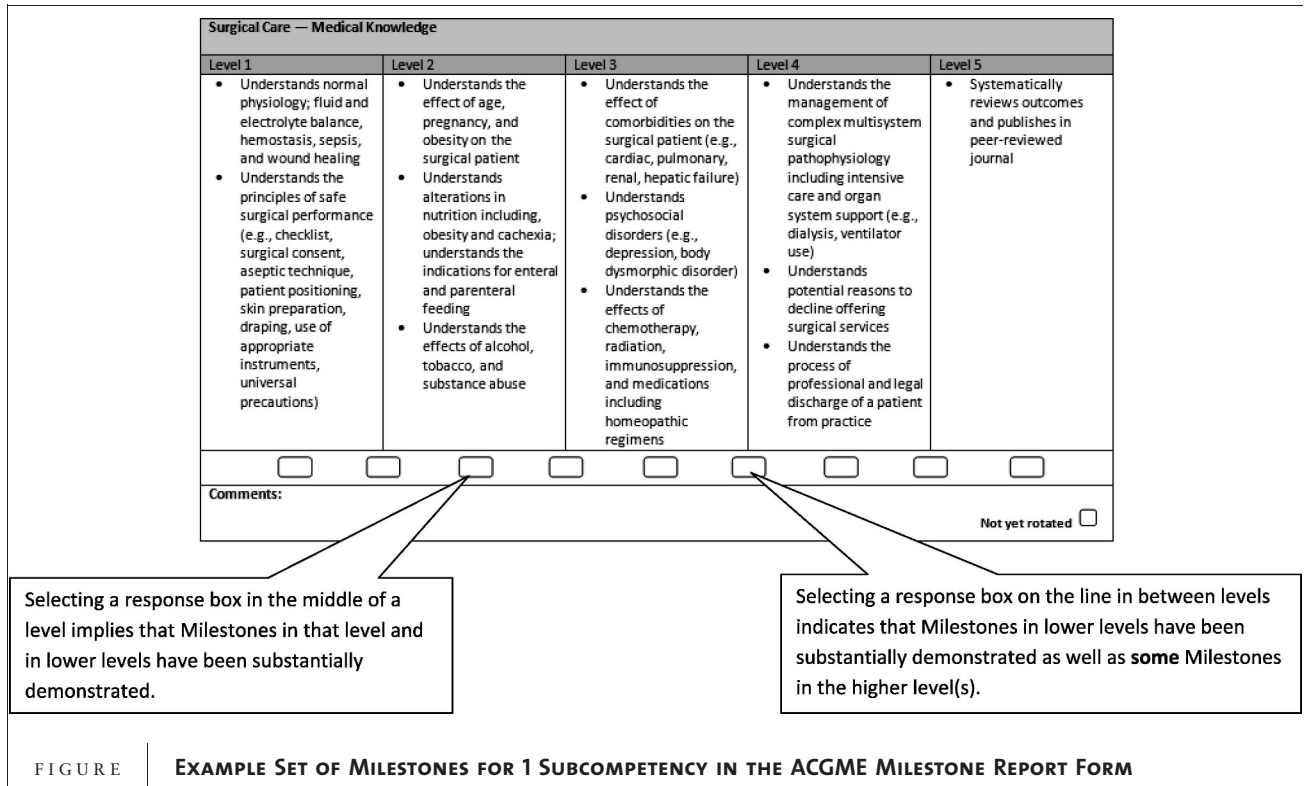 Surgical Care — Medical Knowledge
Level 1
• Understands normal
physiology; fluid and
electrolyte balance,
hemostasis, sepsis,
and wound healing
• Understands the
principles of safe
surgical performance
(e.g., checklist,
surgical consent,
aseptic technique,
patient positioning,
skin preparation,
draping, use of
appropriate
instruments,
universal
precautions)
Level 2
• Understands the
effect of age,
pregnancy, and
obesity on the
surgical patient
• Understands
alterations in
nutrition including,
obesity and cachexia;
understands the
indications for enteral
and parenteral
feeding
• Understands the
effects of alcohol,
tobacco, and
substance abuse
Level 3
• Understands the
effect of
comorbidities on the
surgical patient (e.g.,
cardiac, pulmonary,
renal, hepatic failure)
• Understands
psychosocial
disorders (e.g.,
depression, body
dysmorphic disorder)
• Understands the
effects of
chemotherapy,
radiation,
immunosuppression,
and medications
including
homeopathic
regimens
Level 4
• Understands the
management of
complex multisystem
surgical
pathophysiology
including intensive
care and organ
system support (e.g.,
dialysis, ventilator
use)
• Understands
potential reasons to
decline offering
surgical services
• Understands the
process of
professional and legal
discharge of a patient
from practice
Level 5
• Systematically
reviews outcomes
and publishes in
peer-reviewed
journal
Comments:
Not yet rotated
Selecting a response box in the middle of a
level implies that Milestones in that level and
in lower levels have been substantially
demonstrated.
Selecting a response box on the line in between levels
indicates that Milestones in lower levels have been
substantially demonstrated as well as some Milestones
in the higher level(s).
FIGURE EXAMPLE SET OF MILESTONES FOR 1 SUBCOMPETENCY IN THE ACGME MILESTONE REPORT FORM